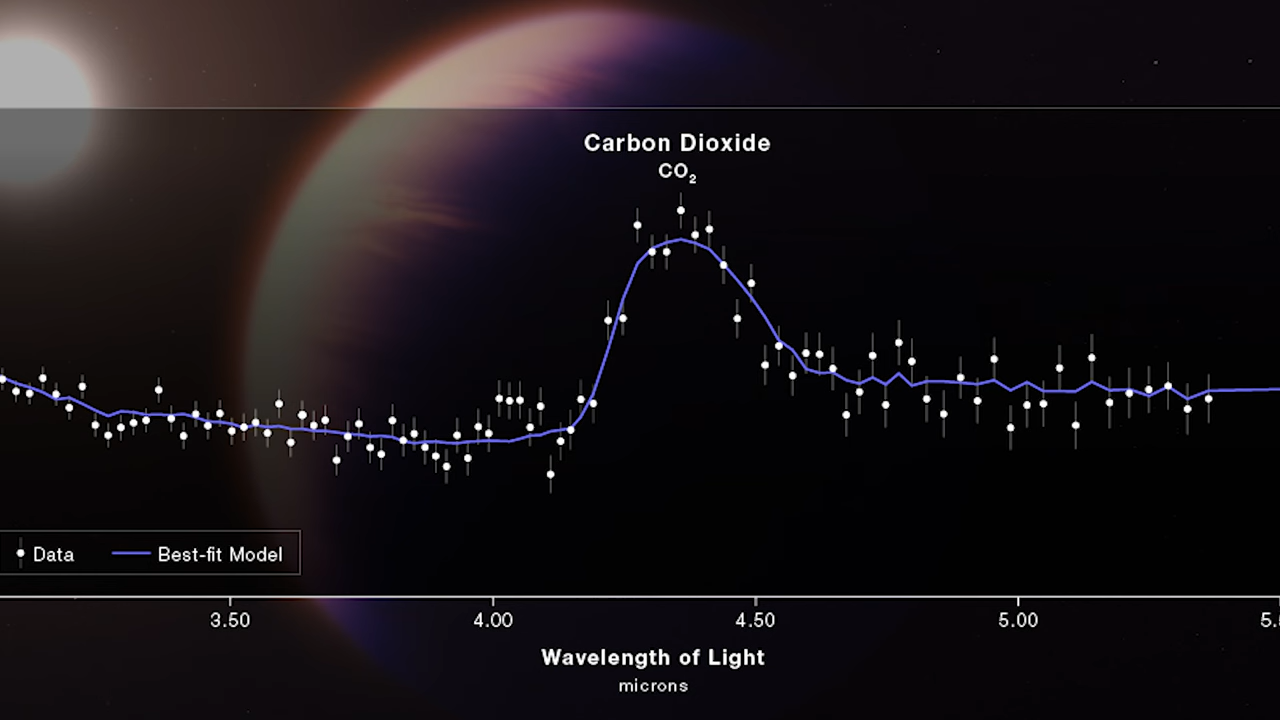 Carbon Dioxide
CO₂
Data
Best-fit Model
3.50 4.00 4.50 5.00
Wavelength of Light
microns